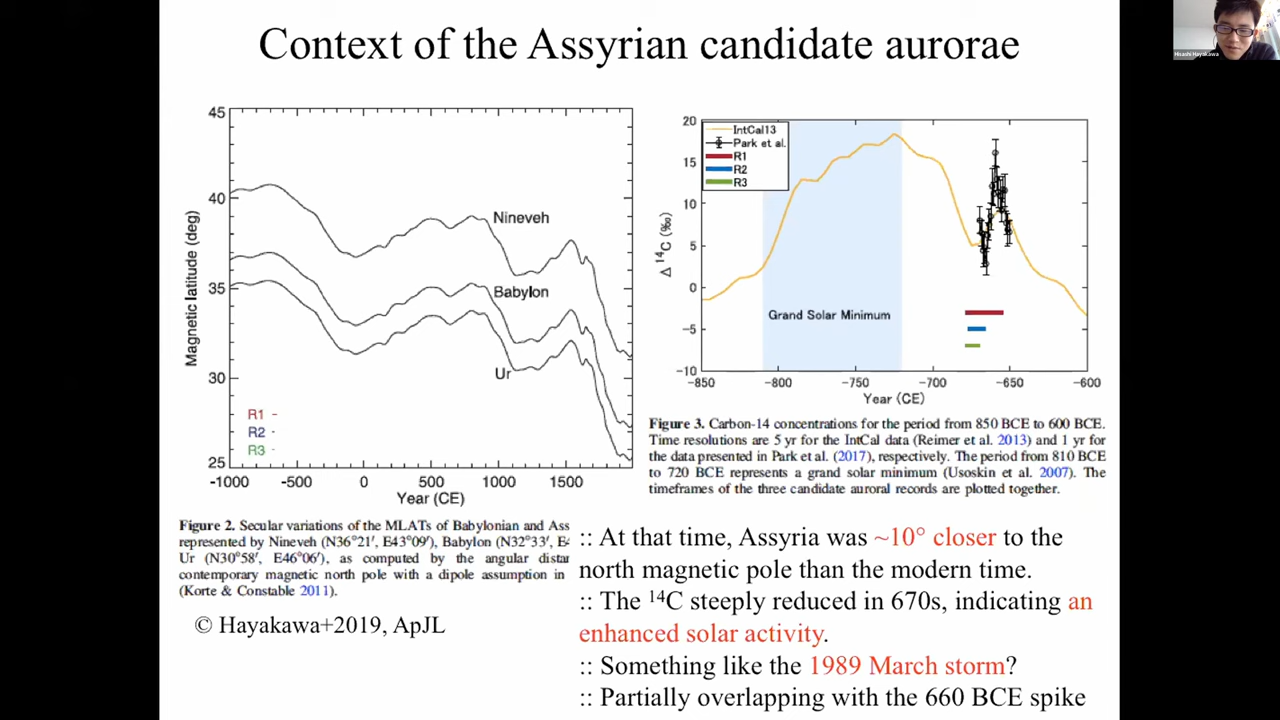 Context of the Assyrian candidate aurorae
Hisashi Hayakawa
45
40
35
30
25
Magnetic latitude (deg)
Nineveh
Babylon
Ur
R1 -
R2 -
R3 -
-1000 -500 0 500 1000 1500
Year (CE)
20
15
10
5
0
-5
-10
Δ ¹⁴C (‰)
IntCal13
Park et al.
R1
R2
R3
Grand Solar Minimum
-850 -800 -750 -700 -650 -600
Year (CE)
Figure 2. Secular variations of the MLATs of Babylonian and Ass
represented by Nineveh (N36°21′, E43°09′), Babylon (N32°33′, E4
Ur (N30°58′, E46°06′), as computed by the angular distan
contemporary magnetic north pole with a dipole assumption in
(Korte & Constable 2011).
© Hayakawa+2019, ApJL
Figure 3. Carbon-14 concentrations for the period from 850 BCE to 600 BCE.
Time resolutions are 5 yr for the IntCal data (Reimer et al. 2013) and 1 yr for
the data presented in Park et al. (2017), respectively. The period from 810 BCE
to 720 BCE represents a grand solar minimum (Usoskin et al. 2007). The
timeframes of the three candidate auroral records are plotted together.
:: At that time, Assyria was ~10° closer to the
north magnetic pole than the modern time.
:: The ¹⁴C steeply reduced in 670s, indicating an
enhanced solar activity.
:: Something like the 1989 March storm?
:: Partially overlapping with the 660 BCE spike